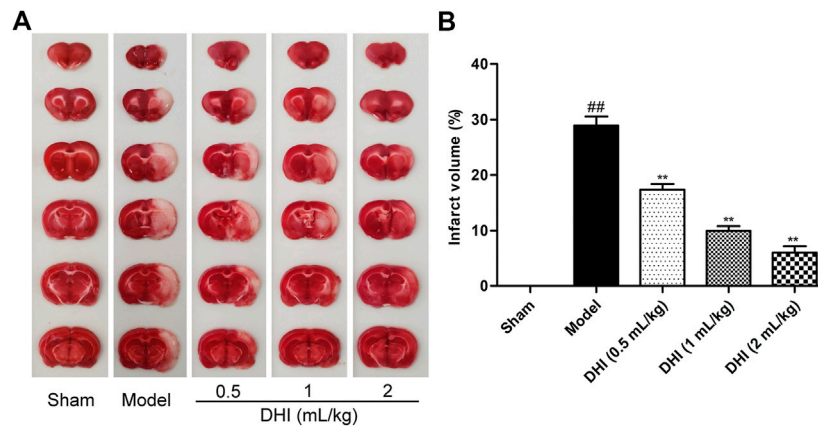 A
Sham
Model
0.5
1
2
DHI (mL/kg)
B
Infarct volume (%)
40
30
20
10
0
##
**
**
**
Sham
Model
DHI (0.5 mL/kg)
DHI (1 mL/kg)
DHI (2 mL/kg)